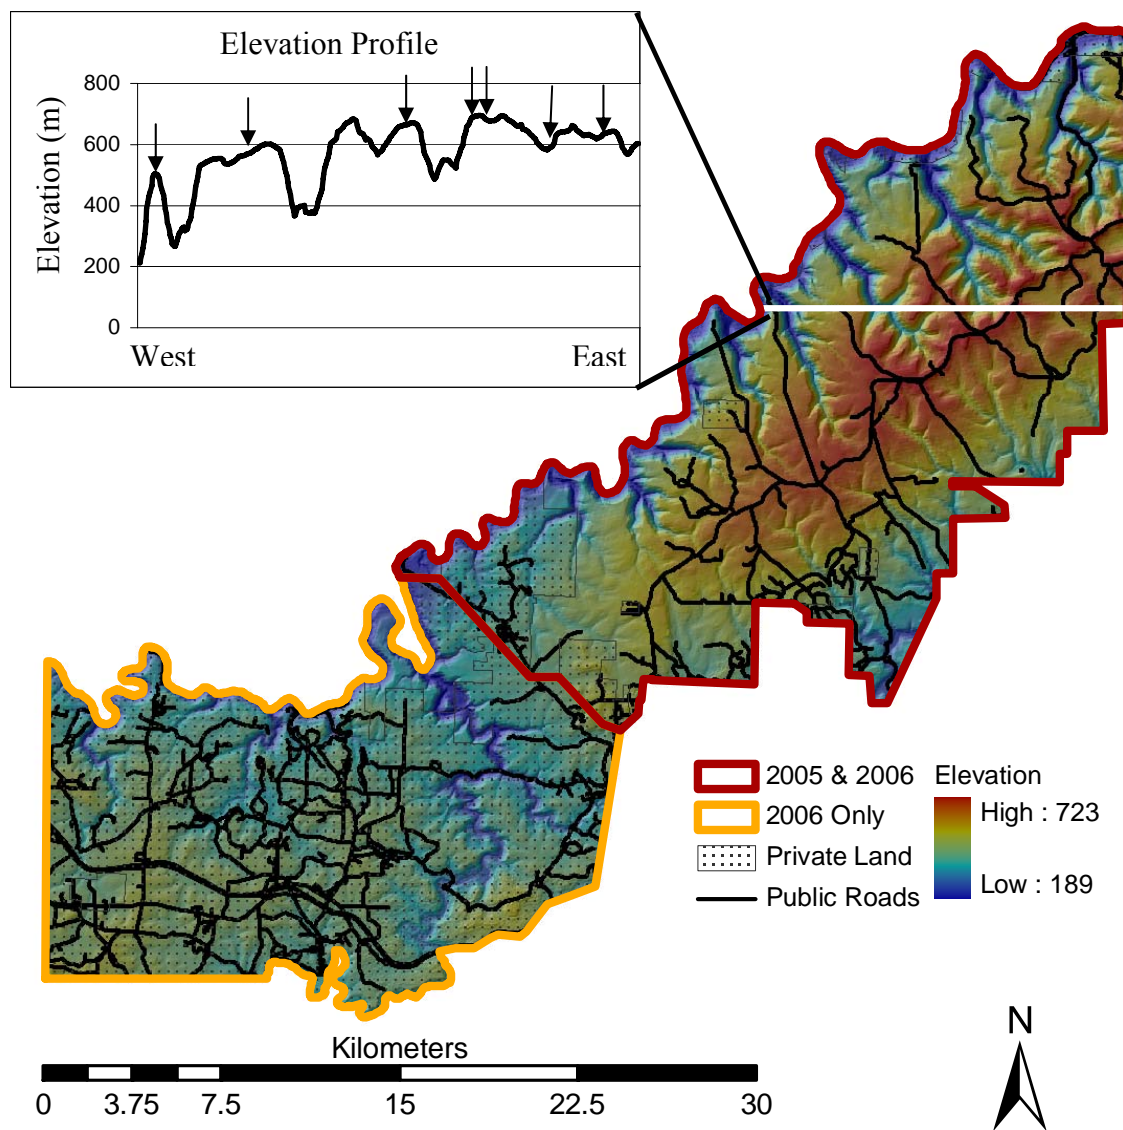 Elevation Profile
Elevation (m)
800
600
400
200
0
West East
2005 & 2006
2006 Only
Private Land
Public Roads
Elevation
High : 723
Low : 189
N
Kilometers
0 3.75 7.5 15 22.5 30